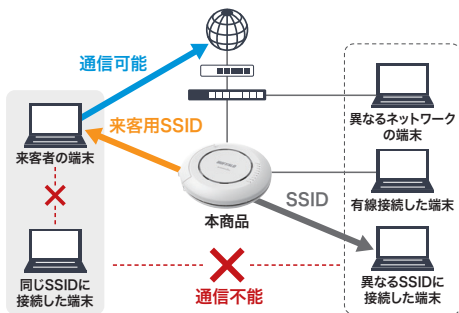 通信可能
来客用SSID
来客者の端末
BUFFALO
本商品
SSID
異なるネットワーク
の端末
有線接続した端末
同じSSIDに
接続した端末
通信不能
異なるSSIDに
接続した端末